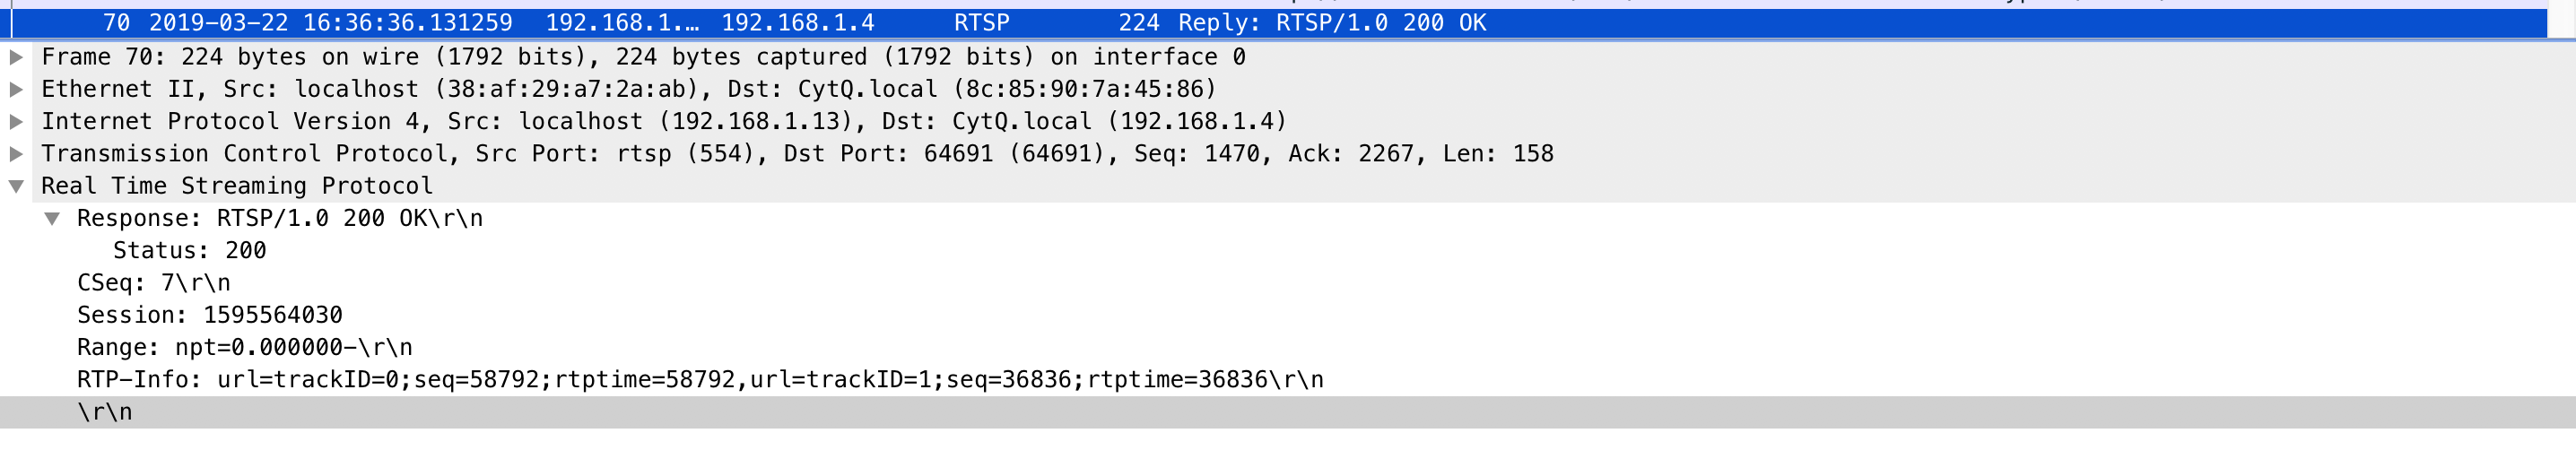 70 2019-03-22 16:36:36.131259 192.168.1.… 192.168.1.4 RTSP 224 Reply: RTSP/1.0 200 OK
Frame 70: 224 bytes on wire (1792 bits), 224 bytes captured (1792 bits) on interface 0
Ethernet II, Src: localhost (38:af:29:a7:2a:ab), Dst: CytQ.local (8c:85:90:7a:45:86)
Internet Protocol Version 4, Src: localhost (192.168.1.13), Dst: CytQ.local (192.168.1.4)
Transmission Control Protocol, Src Port: rtsp (554), Dst Port: 64691 (64691), Seq: 1470, Ack: 2267, Len: 158
Real Time Streaming Protocol
Response: RTSP/1.0 200 OK\r\n
Status: 200
CSeq: 7\r\n
Session: 1595564030
Range: npt=0.000000-\r\n
RTP-Info: url=trackID=0;seq=58792;rtptime=58792,url=trackID=1;seq=36836;rtptime=36836\r\n
\r\n